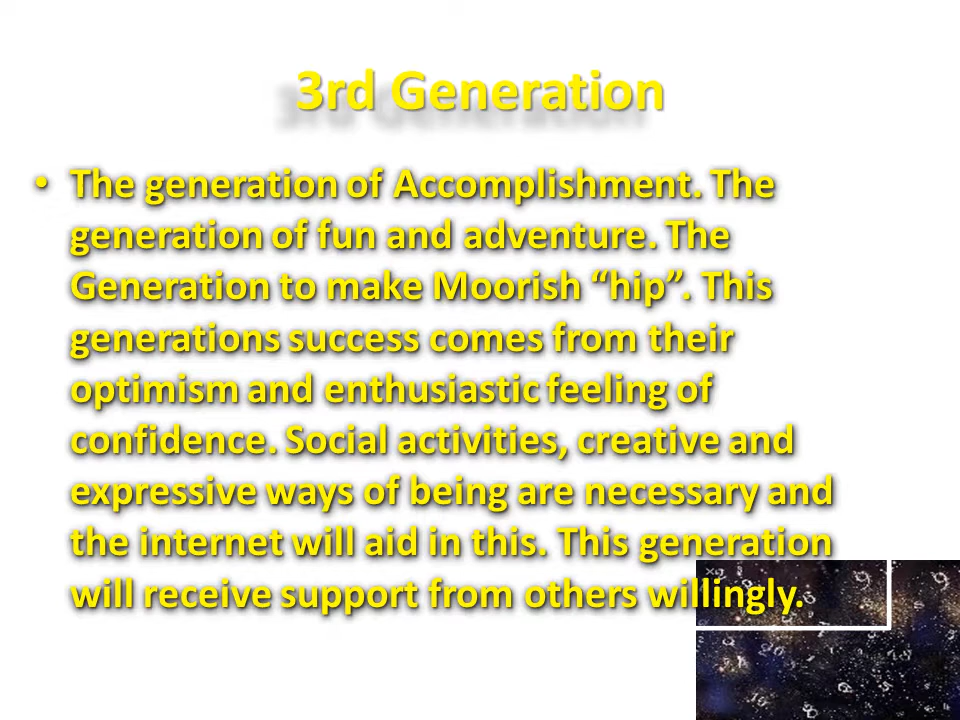 3rd Generation
• The generation of Accomplishment. The
generation of fun and adventure. The
Generation to make Moorish “hip”. This
generations success comes from their
optimism and enthusiastic feeling of
confidence. Social activities, creative and
expressive ways of being are necessary and
the internet will aid in this. This generation
will receive support from others willingly.